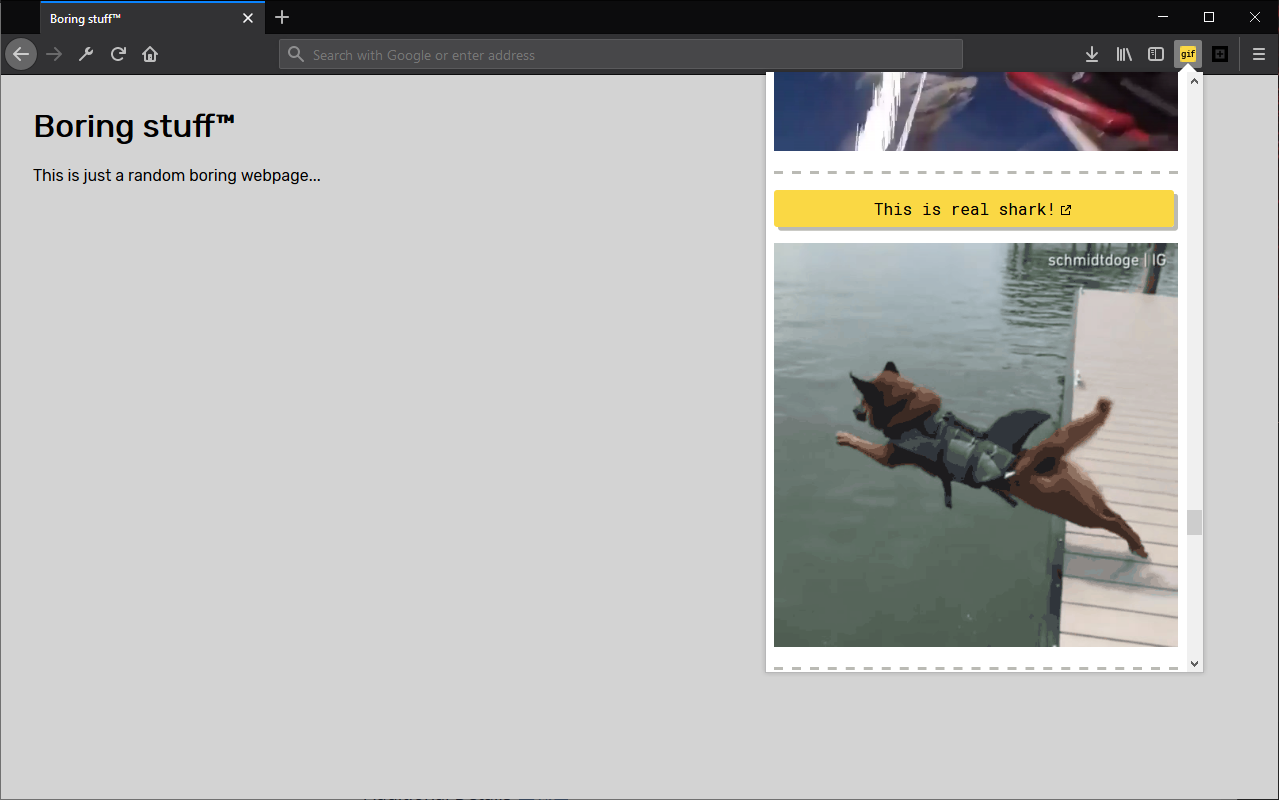 Boring stuff™
Search with Google or enter address
gif
Boring stuff™
This is just a random boring webpage...
This is real shark!
schmidtdoge | IG